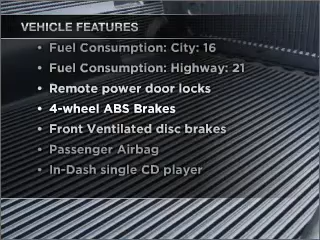 VEHICLE FEATURES
• Fuel Consumption: City: 16
• Fuel Consumption: Highway: 21
• Remote power door locks
• 4-wheel ABS Brakes
• Front Ventilated disc brakes
• Passenger Airbag
• In-Dash single CD player